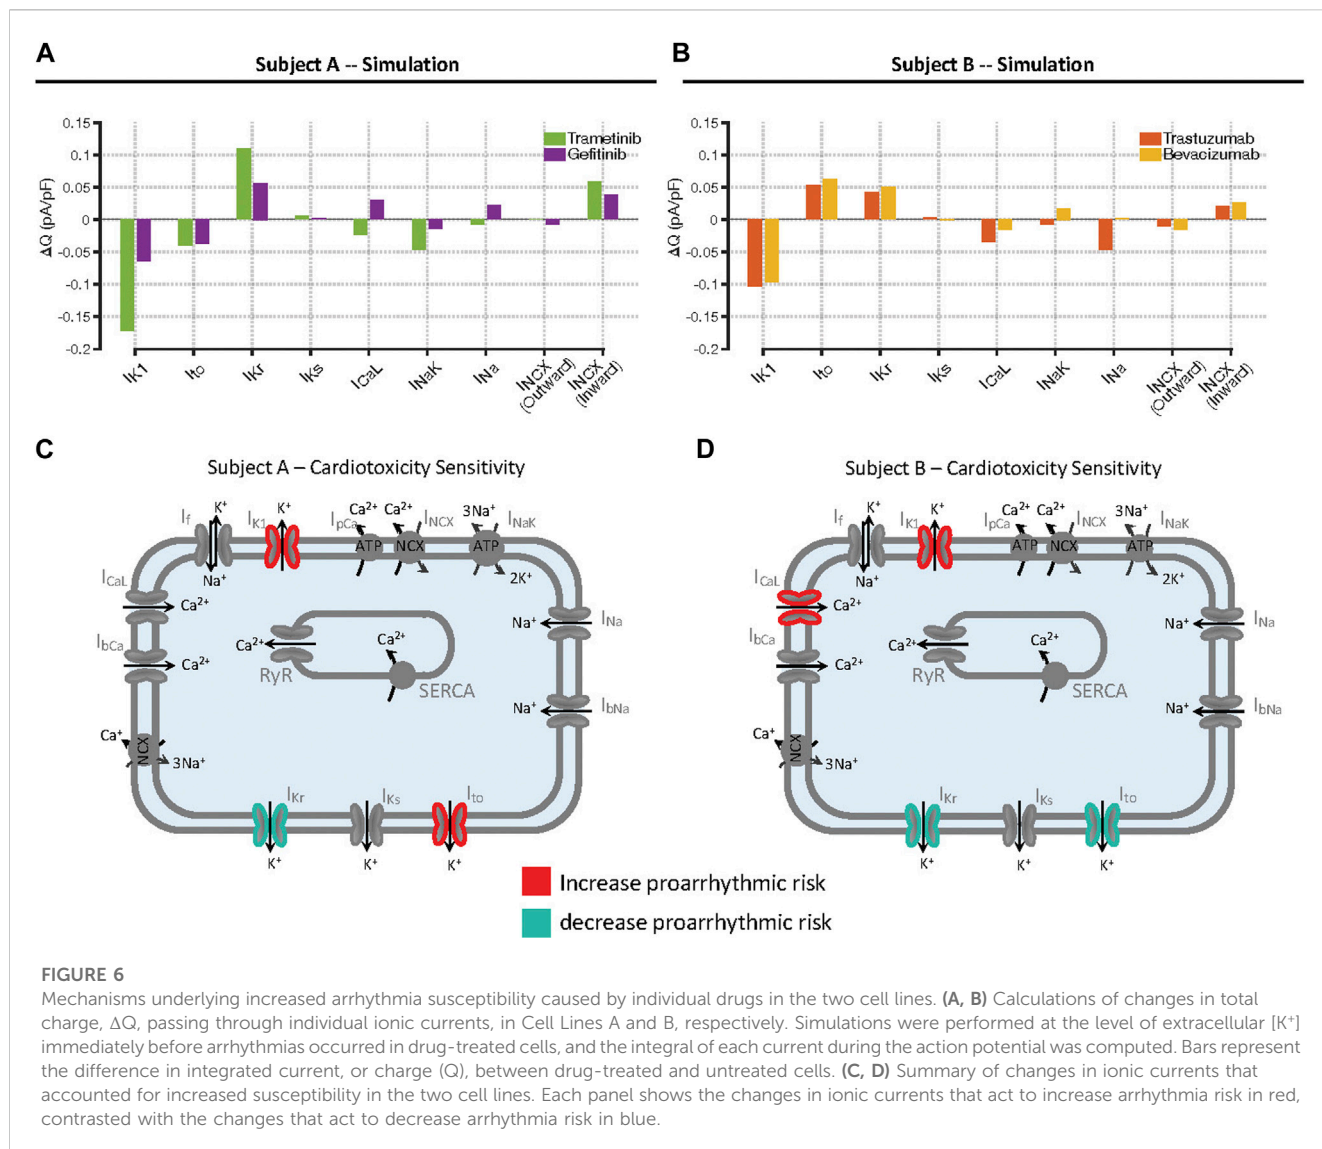 A
Subject A -- Simulation
0.15
0.1
0.05
0
-0.05
-0.1
-0.15
-0.2
ΔQ (pA/pF)
Trametinib
Gefitinib
IK1
Ito
IKr
IKs
ICaL
INaK
INa
INCX
(Outward)
INCX
(Inward)
B
Subject B -- Simulation
0.15
0.1
0.05
0
-0.05
-0.1
-0.15
-0.2
ΔQ (pA/pF)
Trastuzumab
Bevacizumab
IK1
Ito
IKr
IKs
ICaL
INaK
INa
INCX
(Outward)
INCX
(Inward)
C
Subject A – Cardiotoxicity Sensitivity
If
K⁺
Na⁺
IK1
K⁺
IpCa
Ca²⁺
ATP
Ca²⁺
NCX
INCX
3Na⁺
ATP
INaK
2K⁺
ICaL
Ca²⁺
IbCa
Ca²⁺
Ca²⁺
RyR
Ca²⁺
SERCA
Na⁺
INa
Na⁺
IbNa
Ca⁺
NCX
3Na⁺
IKr
K⁺
IKs
K⁺
Ito
K⁺
D
Subject B – Cardiotoxicity Sensitivity
If
K⁺
Na⁺
IK1
K⁺
IpCa
Ca²⁺
ATP
Ca²⁺
NCX
INCX
3Na⁺
ATP
INaK
2K⁺
ICaL
Ca²⁺
IbCa
Ca²⁺
Ca²⁺
RyR
Ca²⁺
SERCA
Na⁺
INa
Na⁺
IbNa
Ca⁺
NCX
3Na⁺
IKr
K⁺
IKs
K⁺
Ito
K⁺
Increase proarrhythmic risk
decrease proarrhythmic risk
FIGURE 6
Mechanisms underlying increased arrhythmia susceptibility caused by individual drugs in the two cell lines. (A, B) Calculations of changes in total
charge, ΔQ, passing through individual ionic currents, in Cell Lines A and B, respectively. Simulations were performed at the level of extracellular [K⁺]
immediately before arrhythmias occurred in drug-treated cells, and the integral of each current during the action potential was computed. Bars represent
the difference in integrated current, or charge (Q), between drug-treated and untreated cells. (C, D) Summary of changes in ionic currents that
accounted for increased susceptibility in the two cell lines. Each panel shows the changes in ionic currents that act to increase arrhythmia risk in red,
contrasted with the changes that act to decrease arrhythmia risk in blue.